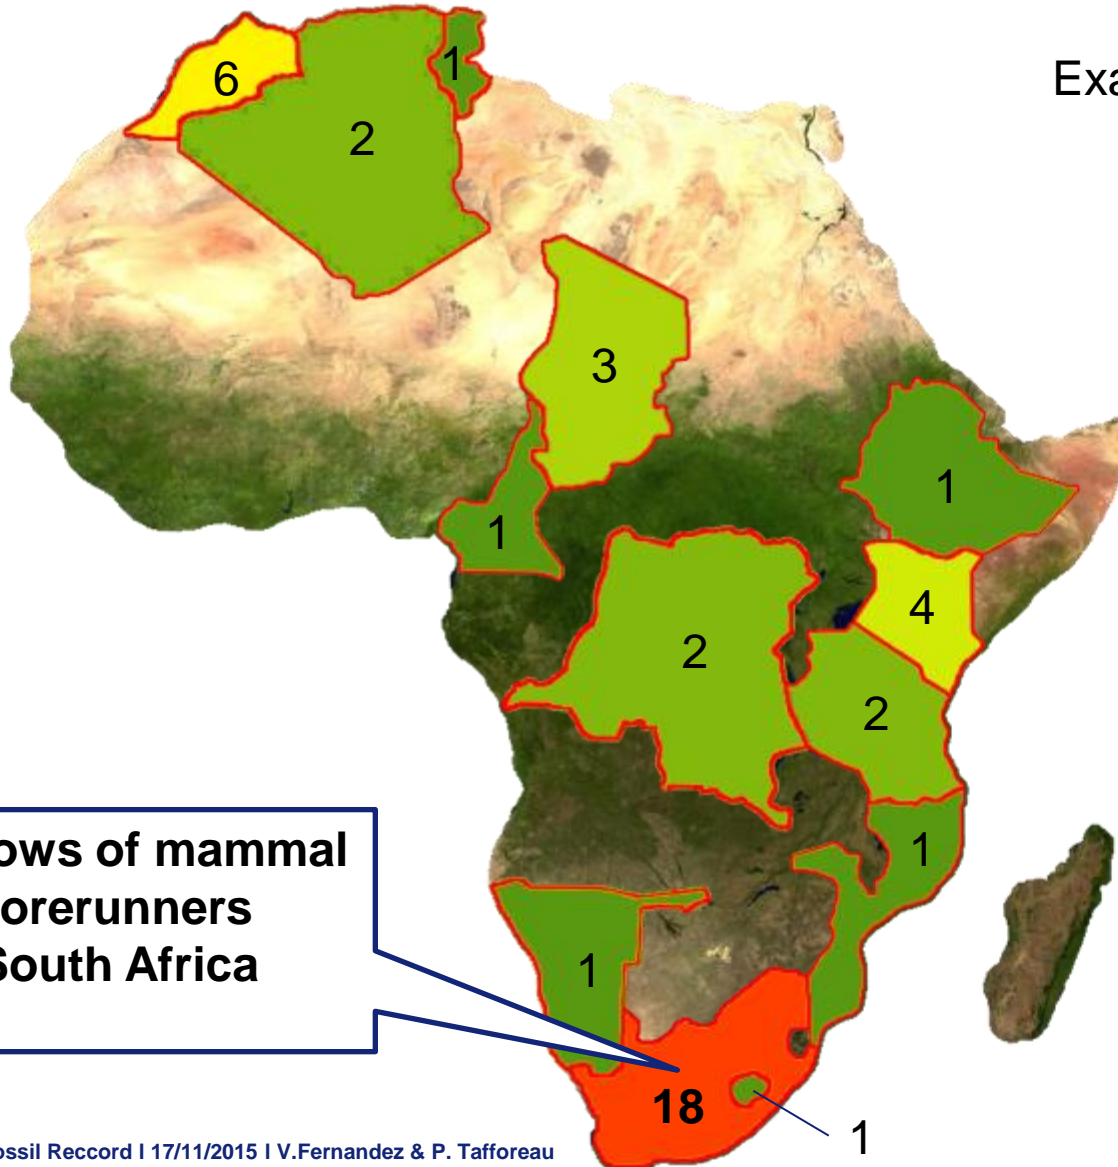 Exa
6
1
2
3
1
1
4
2
2
1
ows of mammal
orerunners
South Africa
1
18
1
ossil Reccord I 17/11/2015 I V.Fernandez & P. Tafforeau